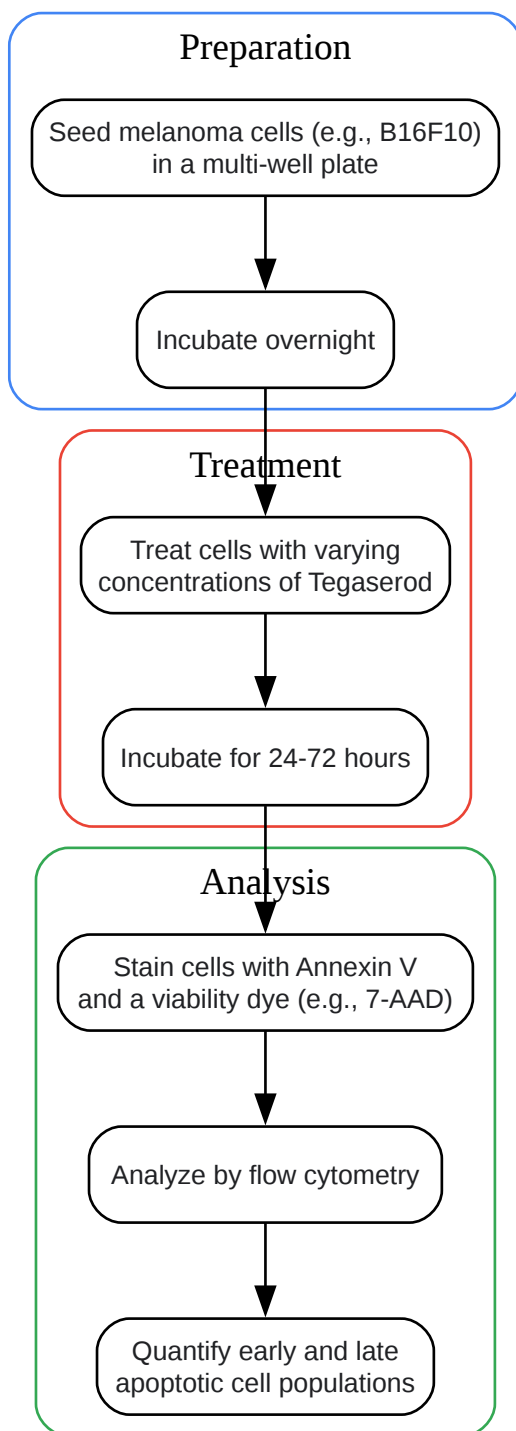 Preparation
Seed melanoma cells (e.g., B16F10)
in a multi-well plate
Incubate overnight
Treatment
Treat cells with varying
concentrations of Tegaserod
Incubate for 24-72 hours
Analysis
Stain cells with Annexin V
and a viability dye (e.g., 7-AAD)
Analyze by flow cytometry
Quantify early and late
apoptotic cell populations